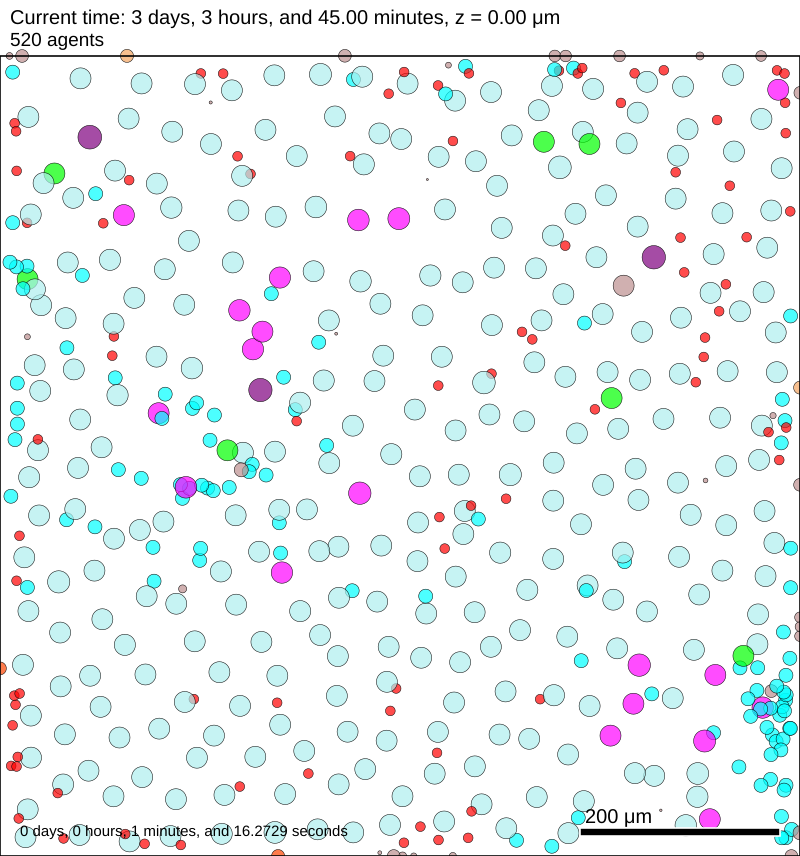 Current time: 3 days, 3 hours, and 45.00 minutes, z = 0.00 μm
520 agents
200 μm
0 days, 0 hours, 1 minutes, and 16.2729 seconds